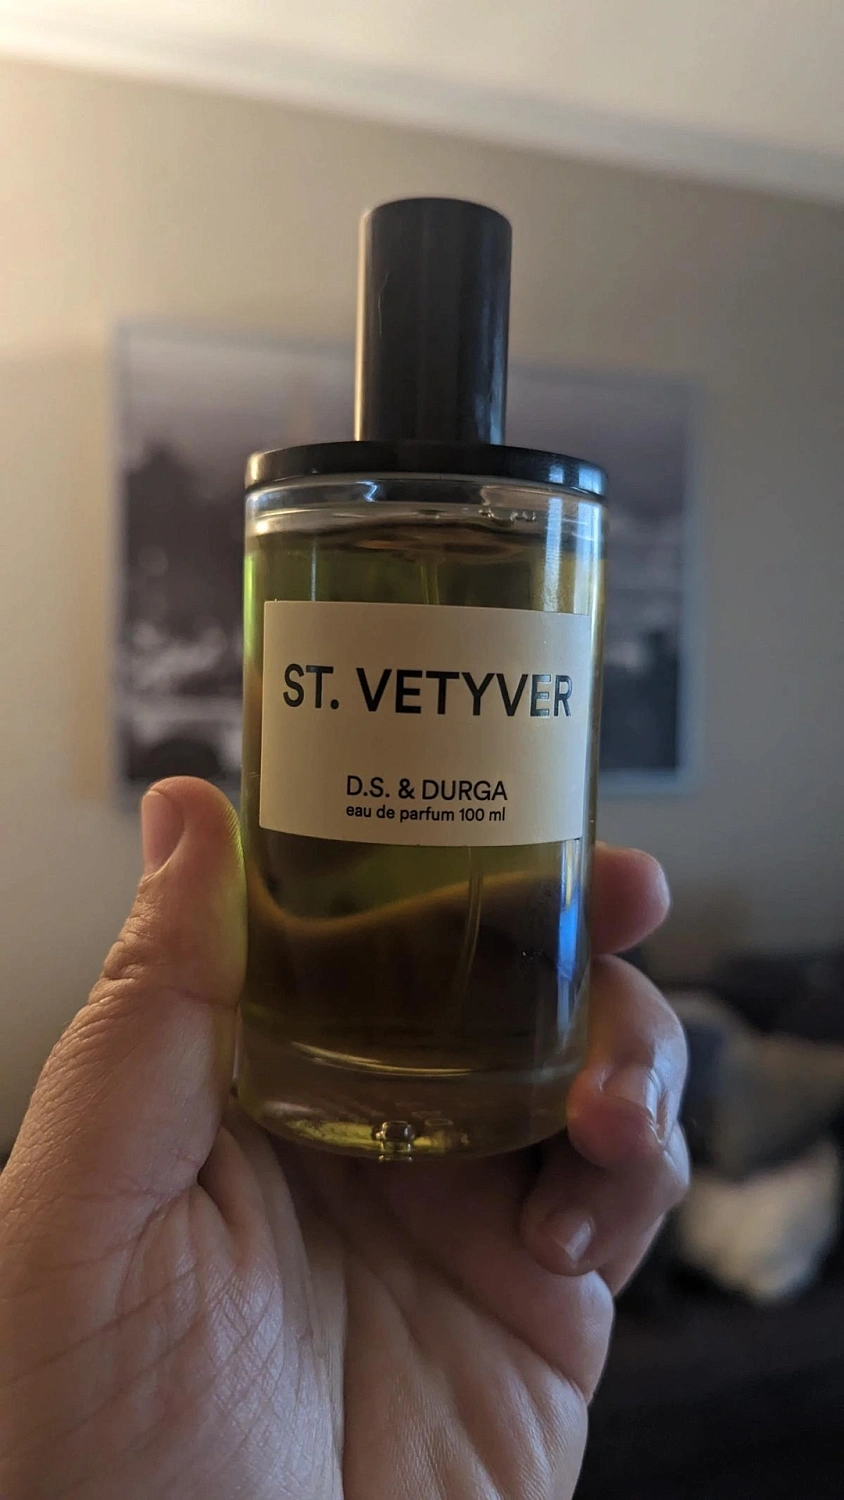 ST. VETYVER
D.S. & DURGA
eau de parfum 100 ml